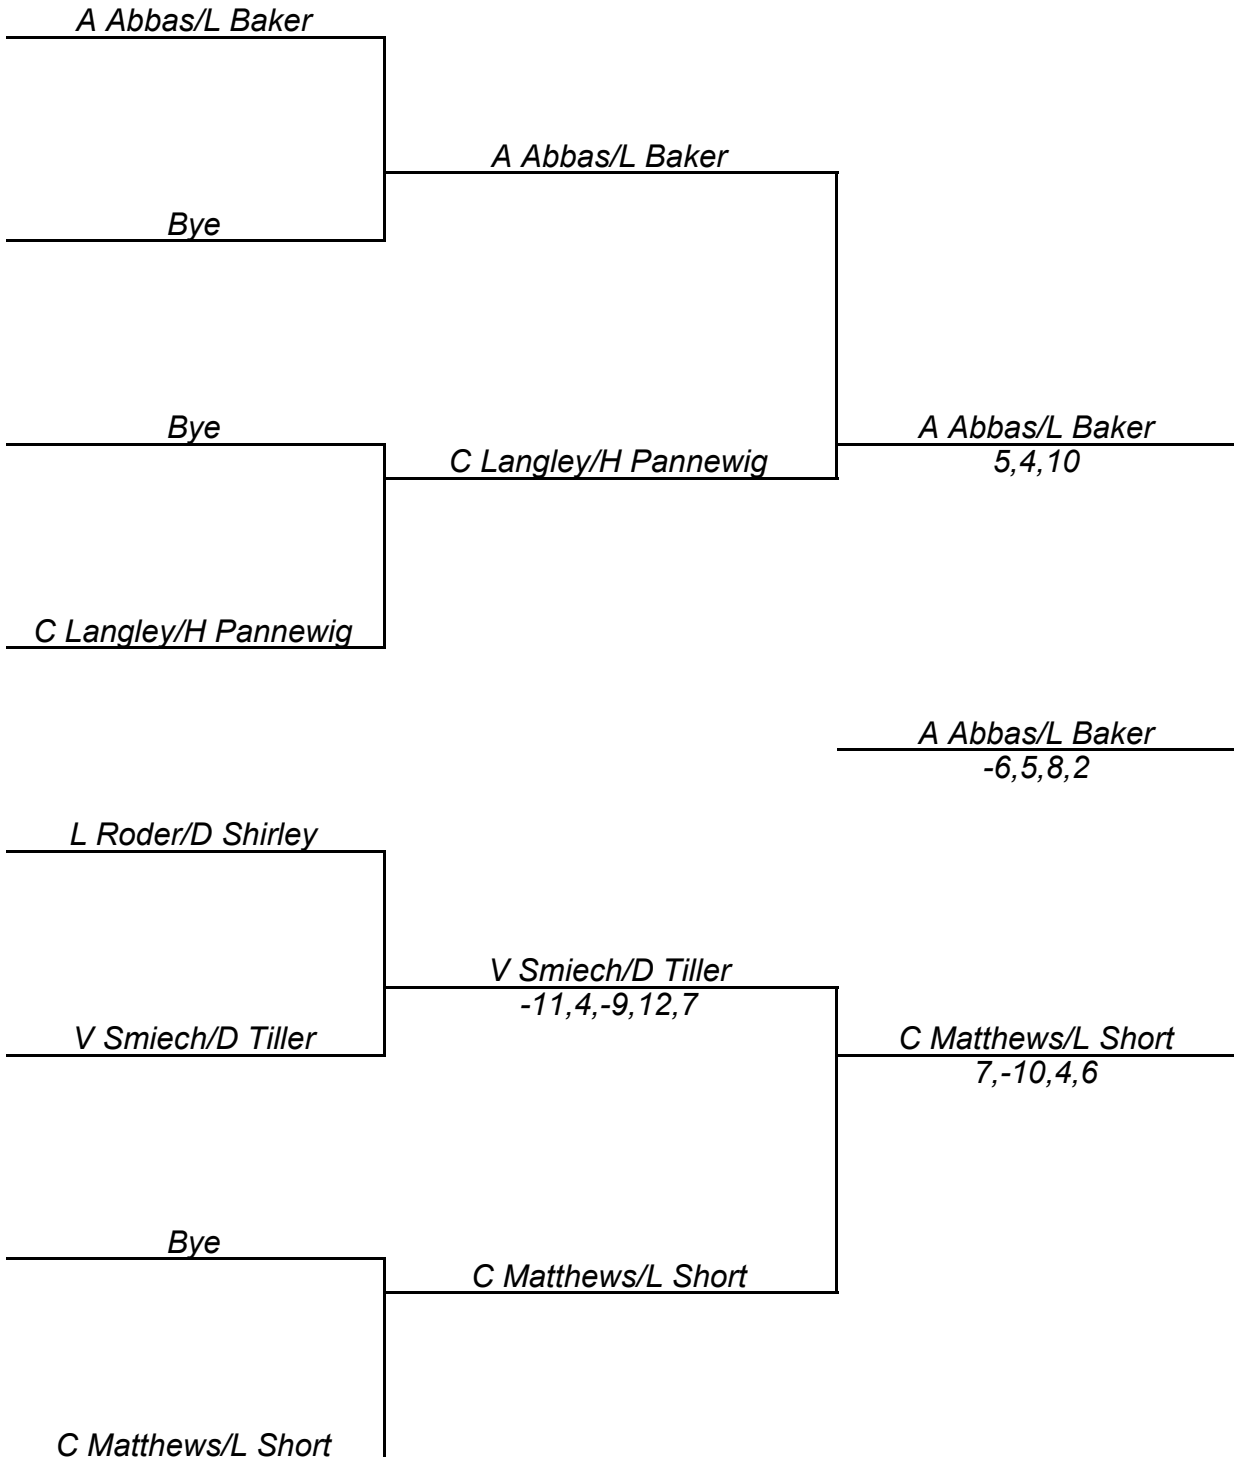 A Abbas/L Baker
A Abbas/L Baker
Bye
Bye
A Abbas/L Baker
C Langley/H Pannewig
5,4,10
C Langley/H Pannewig
A Abbas/L Baker
-6,5,8,2
L Roder/D Shirley
V Smiech/D Tiller
-11,4,-9,12,7
V Smiech/D Tiller
C Matthews/L Short
7,-10,4,6
Bye
C Matthews/L Short
C Matthews/L Short